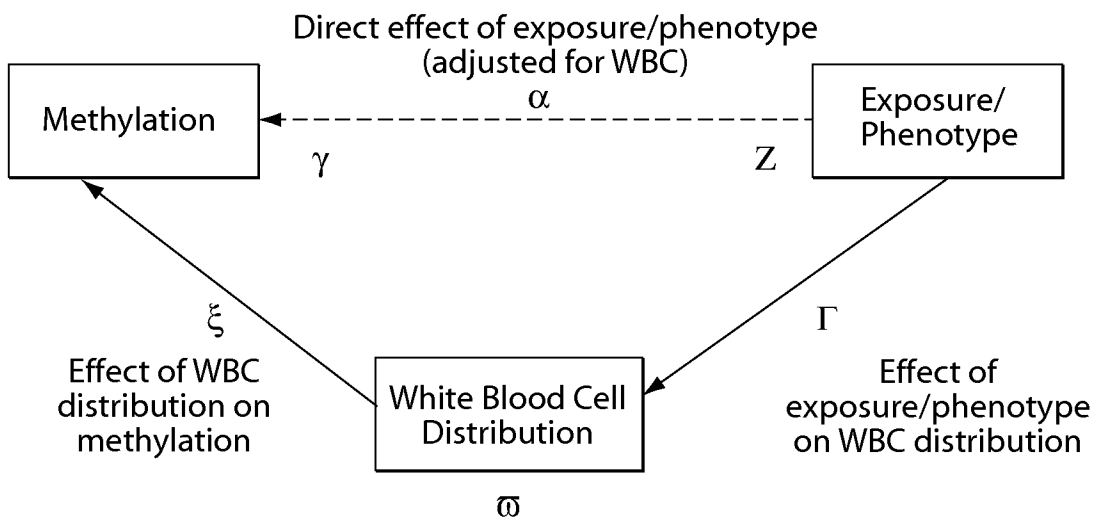 Direct effect of exposure/phenotype
(adjusted for WBC)
α
Methylation
Exposure/
Phenotype
γ
Z
ξ
Γ
Effect of WBC
distribution on
methylation
White Blood Cell
Distribution
Effect of
exposure/phenotype
on WBC distribution
ϖ